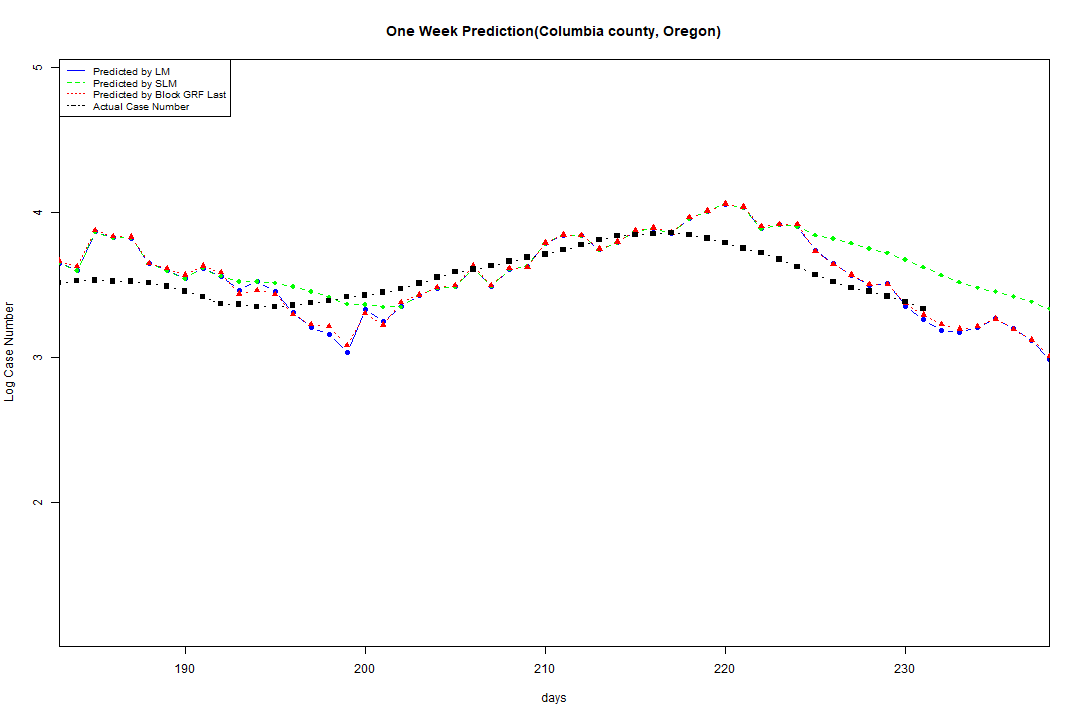 One Week Prediction(Columbia county, Oregon)
Predicted by LM
Predicted by SLM
Predicted by Block GRF Last
Actual Case Number
5
4
3
2
Log Case Number
190 200 210 220 230
days